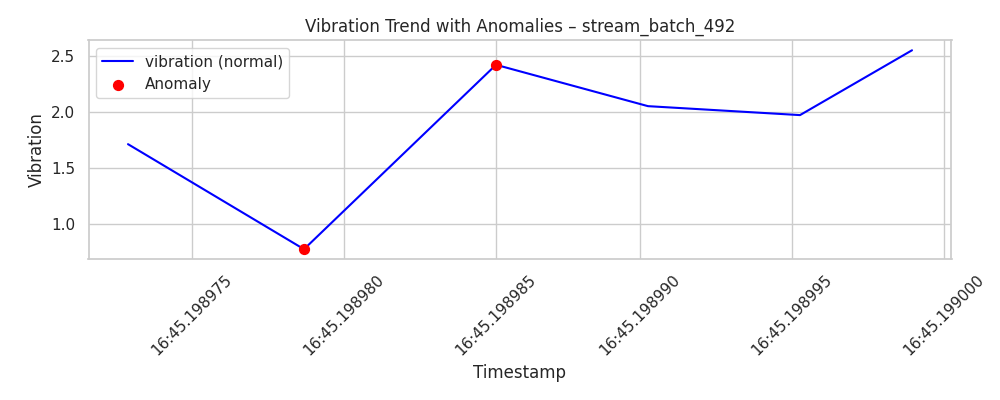 Vibration Trend with Anomalies – stream_batch_492
vibration (normal)
Anomaly
Vibration
2.5
2.0
1.5
1.0
16:45.198975
16:45.198980
16:45.198985
16:45.198990
16:45.198995
16:45.199000
Timestamp